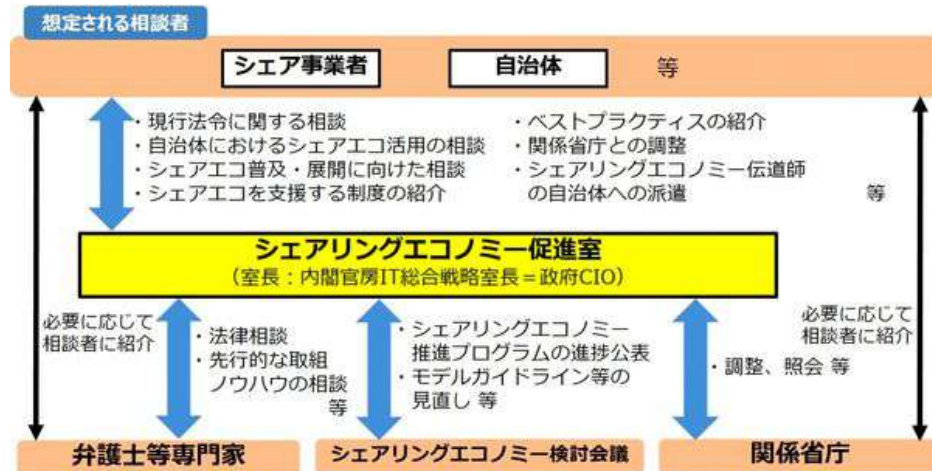 想定される相談者
シェア事業者
自治体
等
・現行法令に関する相談
・自治体におけるシェアエコ活用の相談
・シェアエコ普及・展開に向けた相談
・シェアエコを支援する制度の紹介
・ベストプラクティスの紹介
・関係省庁との調整
・シェアリングエコノミー伝道師
の自治体への派遣
等
シェアリングエコノミー促進室
（室長：内閣官房IT総合戦略室長＝政府CIO）
必要に応じて
相談者に紹介
・法律相談
・先行的な取組
ノウハウの相談
等
・シェアリングエコノミー
推進プログラムの進捗公表
・モデルガイドライン等の
見直し 等
・調整、照会 等
必要に応じて
相談者に紹介
弁護士等専門家
シェアリングエコノミー検討会議
関係省庁